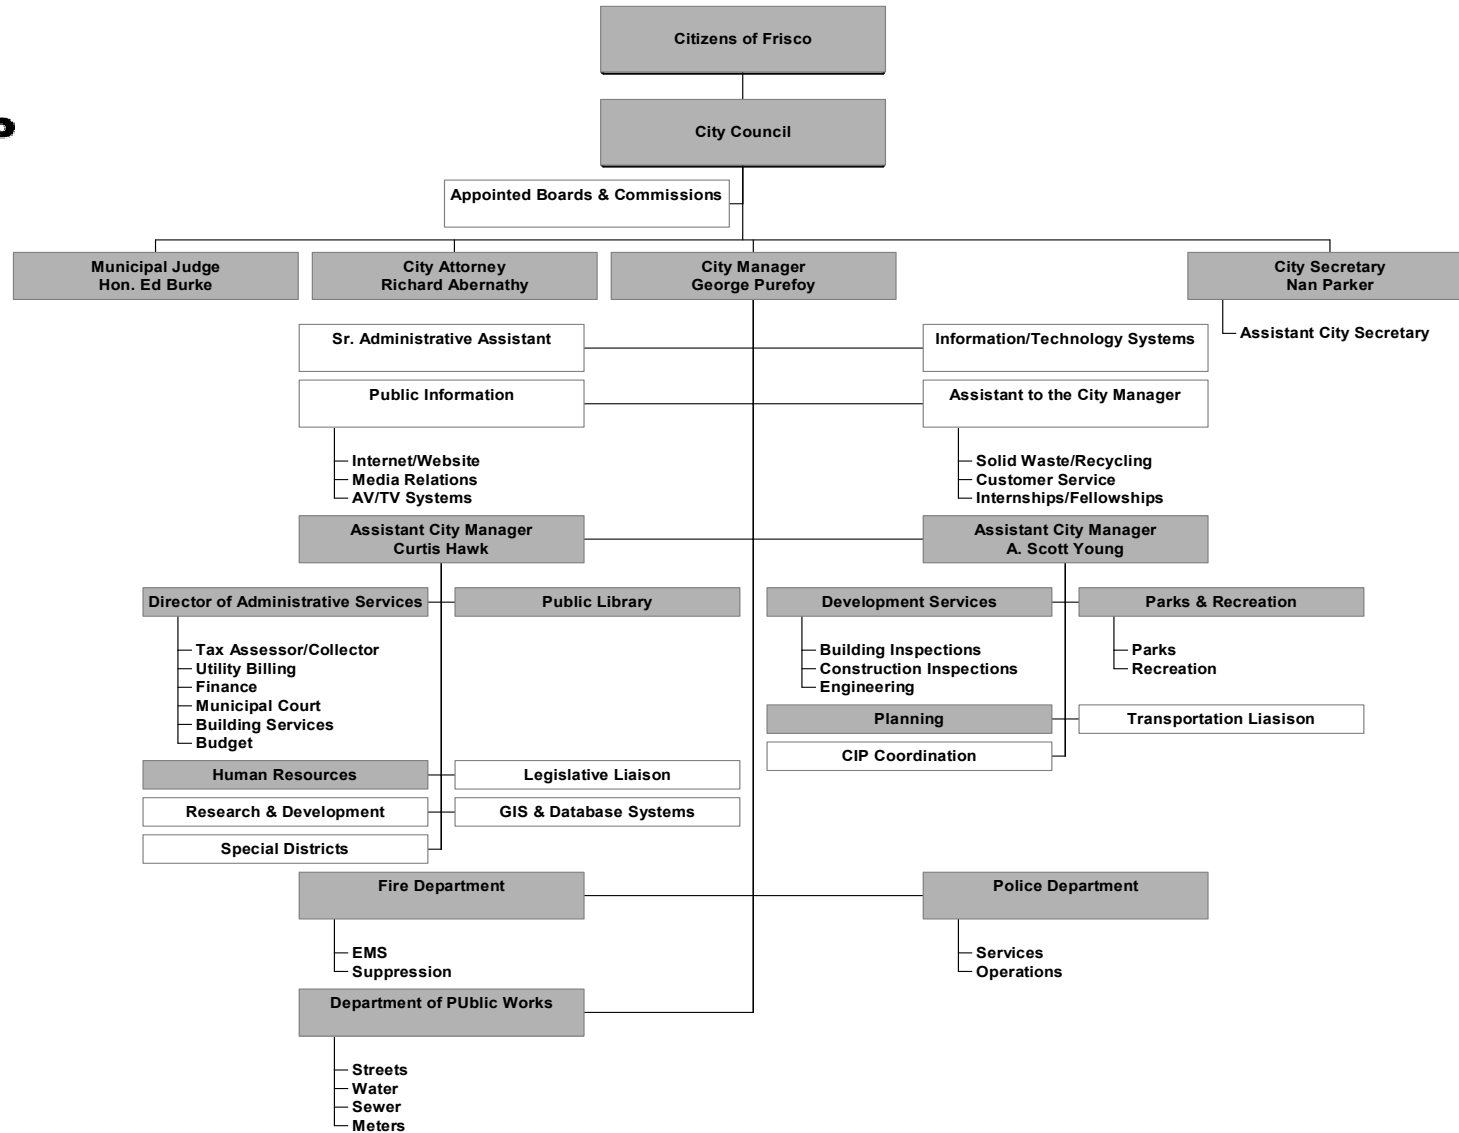 Citizens of Frisco
City Council
Appointed Boards & Commissions
Municipal Judge
Hon. Ed Burke
City Attorney
Richard Abernathy
City Manager
George Purefoy
City Secretary
Nan Parker
Assistant City Secretary
Sr. Administrative Assistant
Information/Technology Systems
Public Information
Assistant to the City Manager
Internet/Website
Media Relations
AV/TV Systems
Solid Waste/Recycling
Customer Service
Internships/Fellowships
Assistant City Manager
Curtis Hawk
Assistant City Manager
A. Scott Young
Director of Administrative Services
Public Library
Tax Assessor/Collector
Utility Billing
Finance
Municipal Court
Building Services
Budget
Human Resources
Legislative Liaison
Research & Development
GIS & Database Systems
Special Districts
Development Services
Parks & Recreation
Building Inspections
Construction Inspections
Engineering
Parks
Recreation
Planning
Transportation Liasison
CIP Coordination
Fire Department
Police Department
EMS
Suppression
Services
Operations
Department of PUblic Works
Streets
Water
Sewer
Meters